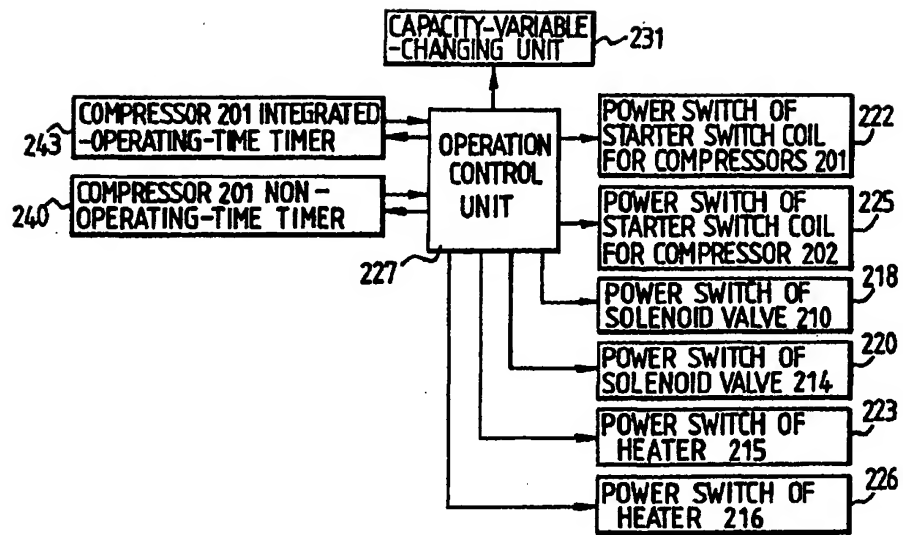 CAPACITY-VARIABLE
-CHANGING UNIT
231
COMPRESSOR 201 INTEGRATED
-OPERATING-TIME TIMER
243
COMPRESSOR 201 NON-
OPERATING-TIME TIMER
240
OPERATION
CONTROL
UNIT
227
POWER SWITCH OF
STARTER SWITCH COIL
FOR COMPRESSORS 201
222
POWER SWITCH OF
STARTER SWITCH COIL
FOR COMPRESSOR 202
225
POWER SWITCH OF
SOLENOID VALVE 210
218
POWER SWITCH OF
SOLENOID VALVE 214
220
POWER SWITCH OF
HEATER 215
223
POWER SWITCH OF
HEATER 216
226